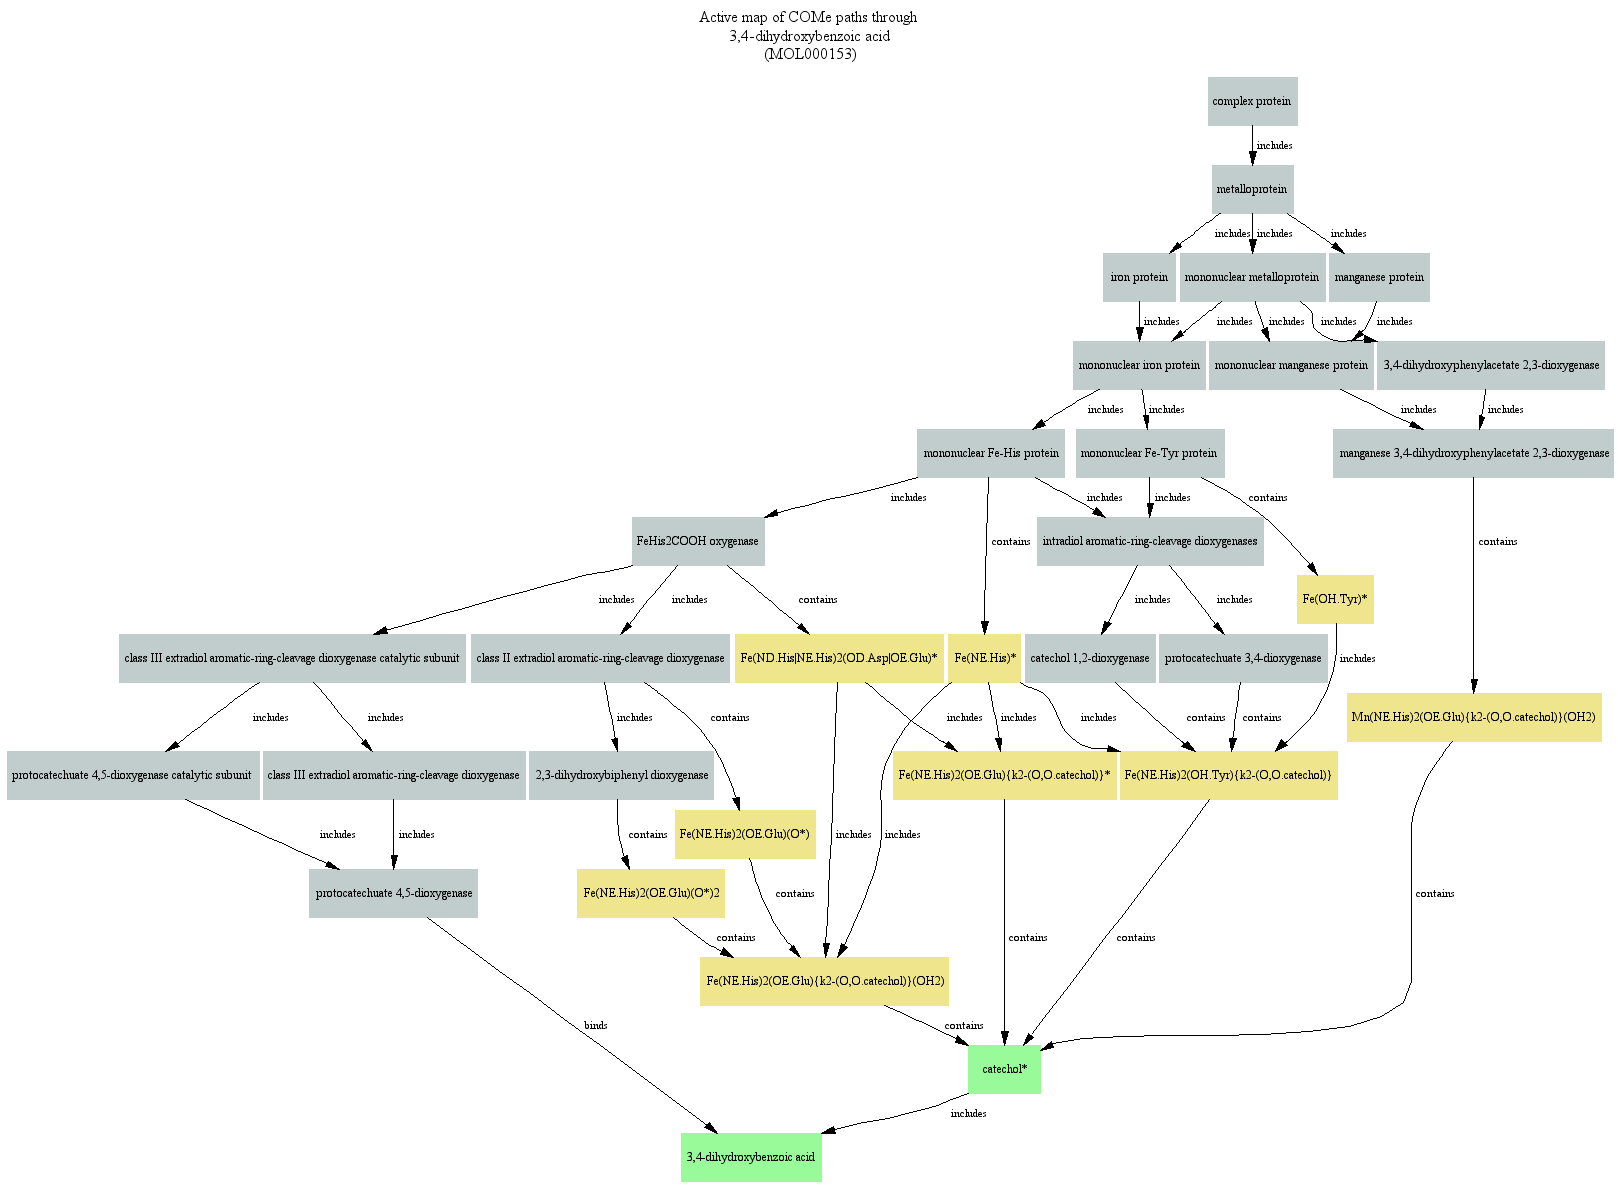 Active map of COMe paths through
3,4-dihydroxybenzoic acid
(MOL000153)
complex protein
includes
metalloprotein
includes includes includes
iron protein mononuclear metalloprotein manganese protein
includes includes includes includes includes
mononuclear iron protein mononuclear manganese protein 3,4-dihydroxyphenylacetate 2,3-dioxygenase
includes includes includes includes
mononuclear Fe-His protein mononuclear Fe-Tyr protein manganese 3,4-dihydroxyphenylacetate 2,3-dioxygenase
includes includes includes contains
FeHis2COOH oxygenase contains intradiol aromatic-ring-cleavage dioxygenases contains
includes includes contains includes includes Fe(OH.Tyr)*
class III extradiol aromatic-ring-cleavage dioxygenase catalytic subunit class II extradiol aromatic-ring-cleavage dioxygenase Fe(ND.His|NE.His)2(OD.Asp|OE.Glu)* Fe(NE.His)* catechol 1,2-dioxygenase protocatechuate 3,4-dioxygenase includes
includes includes includes contains includes includes includes contains contains Mn(NE.His)2(OE.Glu){k2-(O,O.catechol)}(OH2)
protocatechuate 4,5-dioxygenase catalytic subunit class III extradiol aromatic-ring-cleavage dioxygenase 2,3-dihydroxybiphenyl dioxygenase Fe(NE.His)2(OE.Glu){k2-(O,O.catechol)}* Fe(NE.His)2(OH.Tyr){k2-(O,O.catechol)}
includes includes contains Fe(NE.His)2(OE.Glu)(O*) includes includes
protocatechuate 4,5-dioxygenase Fe(NE.His)2(OE.Glu)(O*)2 contains contains
contains contains contains
Fe(NE.His)2(OE.Glu){k2-(O,O.catechol)}(OH2)
binds contains
catechol*
includes
3,4-dihydroxybenzoic acid